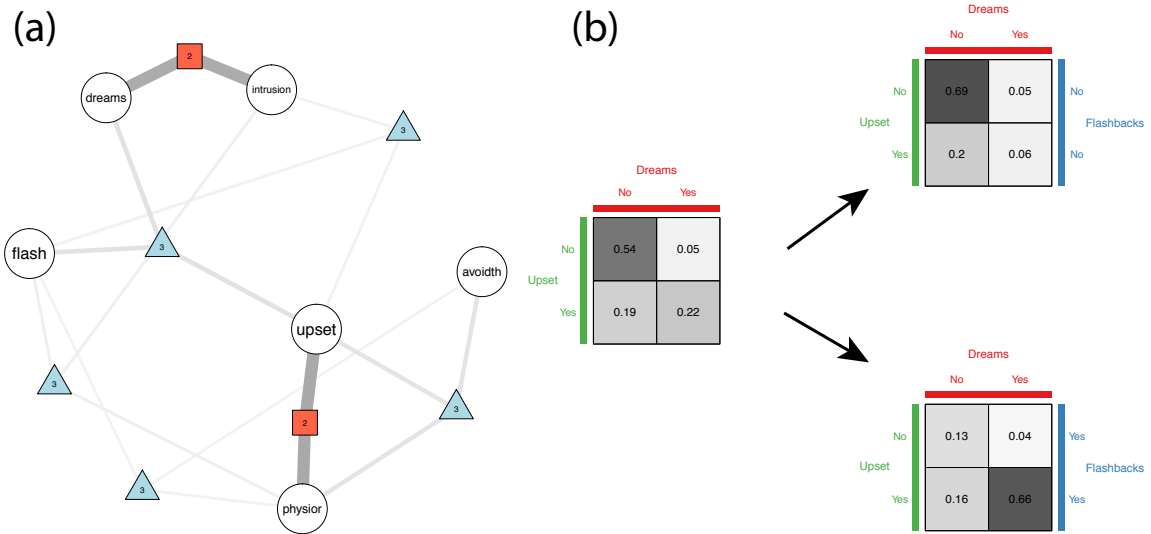 (a)
2
dreams
intrusion
3
flash
3
avoidth
upset
3
3
2
3
physior
(b)
Dreams
No Yes
No 0.54 0.05
Upset
Yes 0.19 0.22
Dreams
No Yes
No 0.69 0.05 No
Upset Flashbacks
Yes 0.2 0.06 No
Dreams
No Yes
No 0.13 0.04 Yes
Upset Flashbacks
Yes 0.16 0.66 Yes